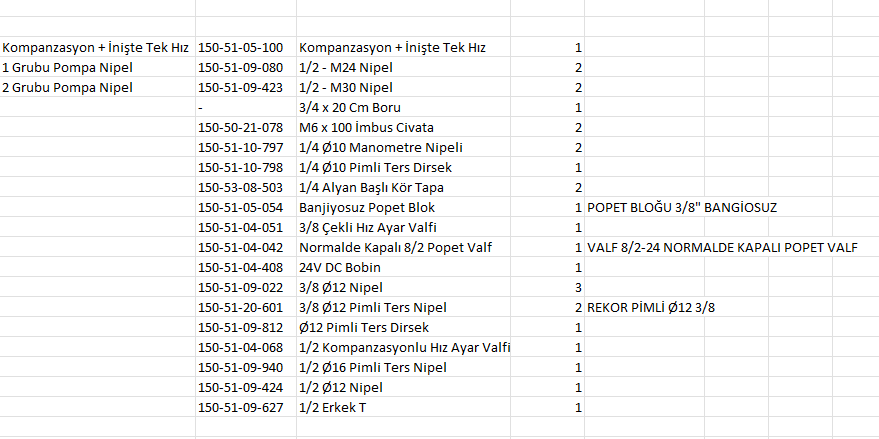 Kompanzasyon + İnişte Tek Hız 150-51-05-100 Kompanzasyon + İnişte Tek Hız 1
1 Grubu Pompa Nipel 150-51-09-080 1/2 - M24 Nipel 2
2 Grubu Pompa Nipel 150-51-09-423 1/2 - M30 Nipel 2
- 3/4 x 20 Cm Boru 1
150-50-21-078 M6 x 100 İmbus Civata 2
150-51-10-797 1/4 Ø10 Manometre Nipeli 2
150-51-10-798 1/4 Ø10 Pimli Ters Dirsek 1
150-53-08-503 1/4 Alyan Başlı Kör Tapa 2
150-51-05-054 Banjiyosuz Popet Blok 1 POPET BLOĞU 3/8" BANGİOSUZ
150-51-04-051 3/8 Çekli Hız Ayar Valfi 1
150-51-04-042 Normalde Kapalı 8/2 Popet Valf 1 VALF 8/2-24 NORMALDE KAPALI POPET VALF
150-51-04-408 24V DC Bobin 1
150-51-09-022 3/8 Ø12 Nipel 3
150-51-20-601 3/8 Ø12 Pimli Ters Nipel 2 REKOR PİMLİ Ø12 3/8
150-51-09-812 Ø12 Pimli Ters Dirsek 1
150-51-04-068 1/2 Kompanzasyonlu Hız Ayar Valfi 1
150-51-09-940 1/2 Ø16 Pimli Ters Nipel 1
150-51-09-424 1/2 Ø12 Nipel 1
150-51-09-627 1/2 Erkek T 1